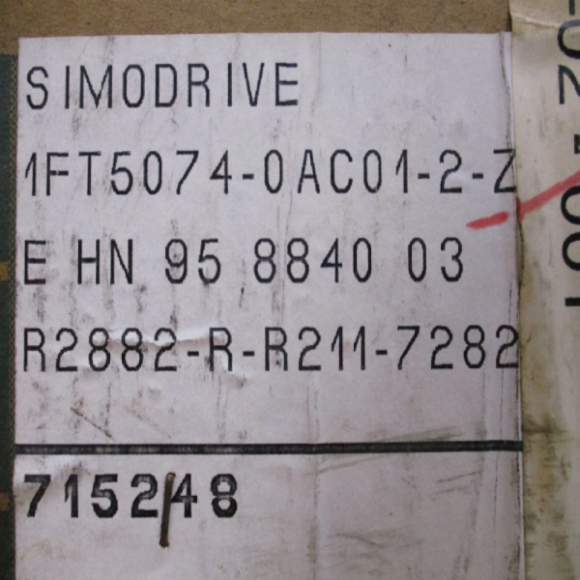 SIMODRIVE
1FT5074-0AC01-2-Z
E HN 95 8840 03
R2882-R-R211-7282
715248